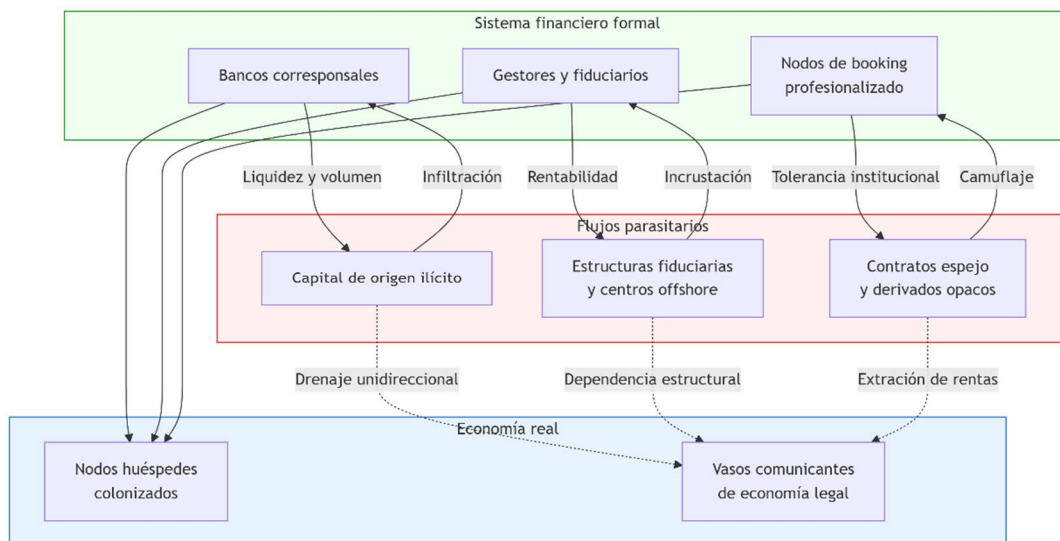 Sistema financiero formal
Bancos corresponsales
Gestores y fiduciarios
Nodos de booking
profesionalizado
Liquidez y volumen
Infiltración
Rentabilidad
Incrustación
Tolerancia institucional
Camuflaje
Flujos parasitarios
Capital de origen ilícito
Estructuras fiduciarias
y centros offshore
Contratos espejo
y derivados opacos
Drenaje unidireccional
Dependencia estructural
Extracción de rentas
Economía real
Nodos huéspedes
colonizados
Vasos comunicantes
de economía legal